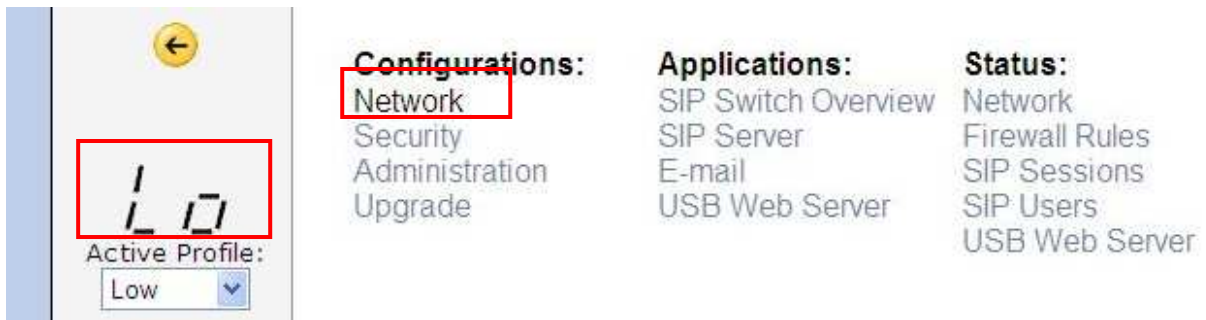 Lo
Active Profile:
Low
Configurations:
Network
Security
Administration
Upgrade
Applications:
SIP Switch Overview
SIP Server
E-mail
USB Web Server
Status:
Network
Firewall Rules
SIP Sessions
SIP Users
USB Web Server